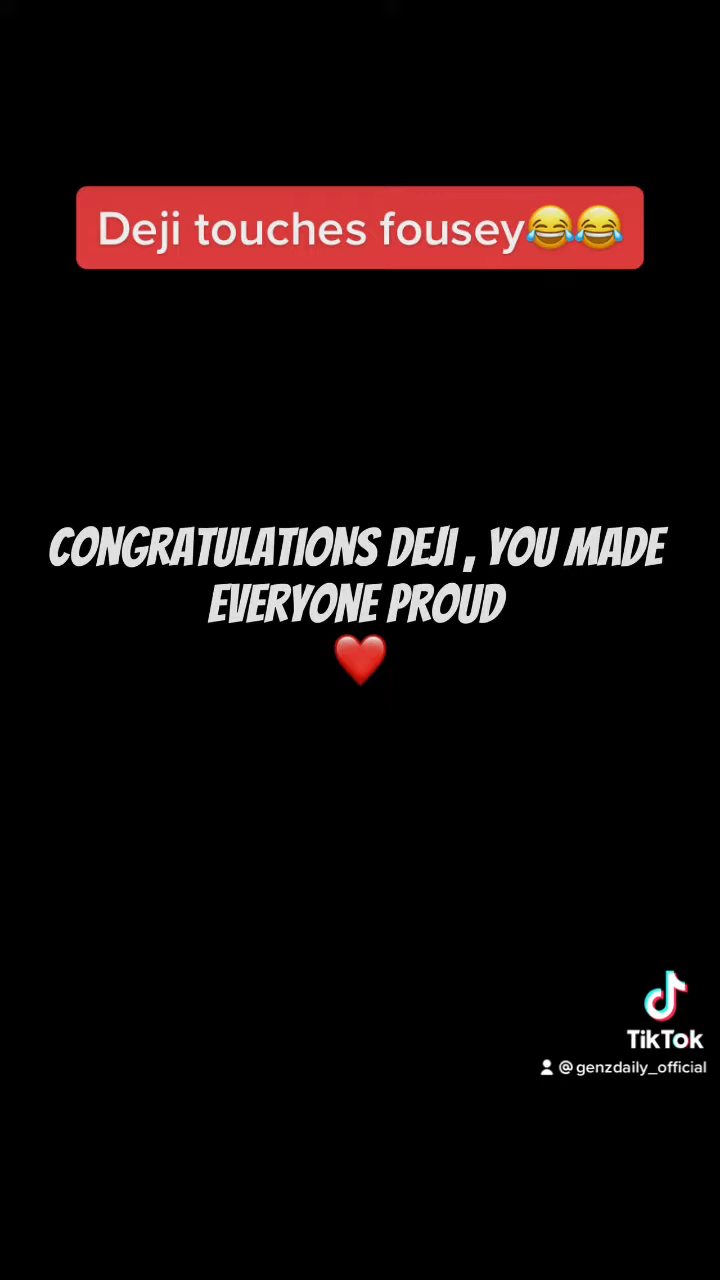 Deji touches fousey😂😂
CONGRATULATIONS DEJI , YOU MADE
EVERYONE PROUD
❤️
TikTok
@genzdaily_official